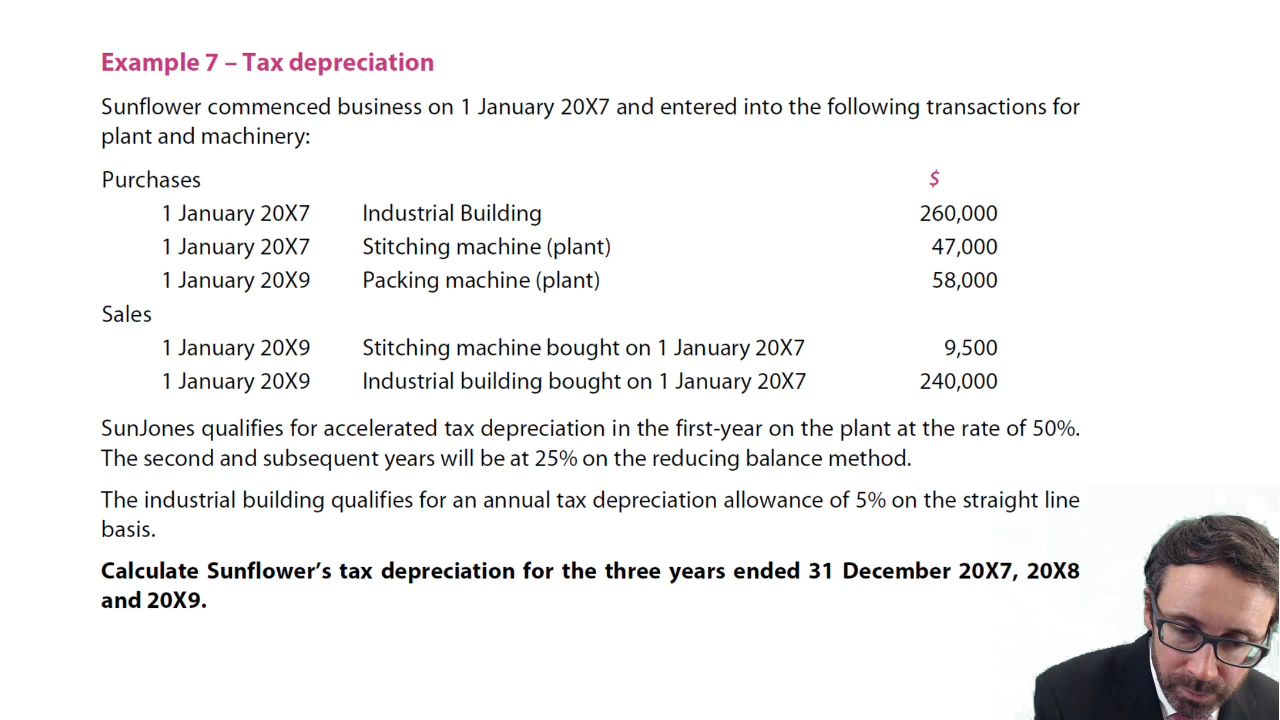 Example 7 – Tax depreciation
Sunflower commenced business on 1 January 20X7 and entered into the following transactions for
plant and machinery:
Purchases $
1 January 20X7 Industrial Building 260,000
1 January 20X7 Stitching machine (plant) 47,000
1 January 20X9 Packing machine (plant) 58,000
Sales
1 January 20X9 Stitching machine bought on 1 January 20X7 9,500
1 January 20X9 Industrial building bought on 1 January 20X7 240,000
SunJones qualifies for accelerated tax depreciation in the first-year on the plant at the rate of 50%.
The second and subsequent years will be at 25% on the reducing balance method.
The industrial building qualifies for an annual tax depreciation allowance of 5% on the straight line
basis.
Calculate Sunflower’s tax depreciation for the three years ended 31 December 20X7, 20X8
and 20X9.